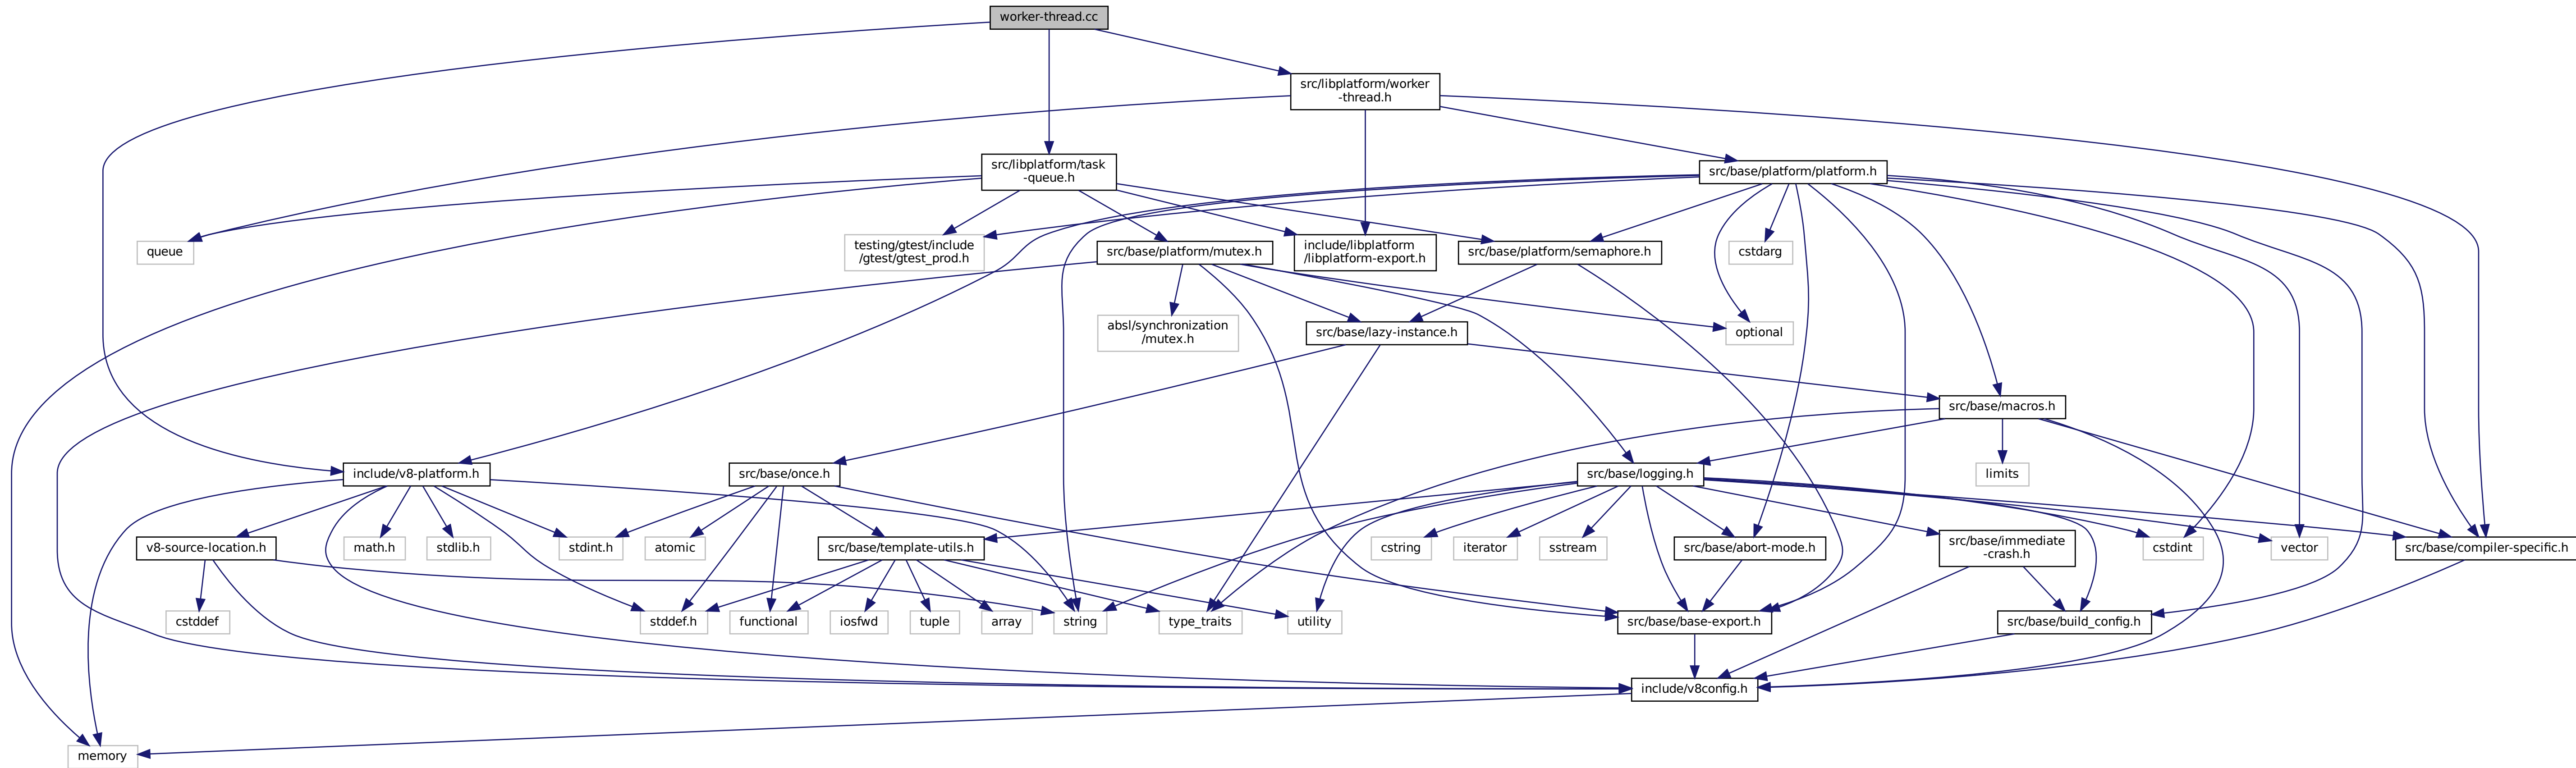 worker-thread.cc
src/libplatform/worker
-thread.h
src/libplatform/task
-queue.h
src/base/platform/platform.h
queue
testing/gtest/include
/gtest/gtest_prod.h
src/base/platform/mutex.h
include/libplatform
/libplatform-export.h
src/base/platform/semaphore.h
cstdarg
absl/synchronization
/mutex.h
src/base/lazy-instance.h
optional
src/base/macros.h
include/v8-platform.h
src/base/once.h
src/base/logging.h
limits
v8-source-location.h
math.h
stdlib.h
stdint.h
atomic
src/base/template-utils.h
cstring
iterator
sstream
src/base/abort-mode.h
src/base/immediate
-crash.h
cstdint
vector
src/base/compiler-specific.h
cstddef
stddef.h
functional
iosfwd
tuple
array
string
type_traits
utility
src/base/base-export.h
src/base/build_config.h
include/v8config.h
memory